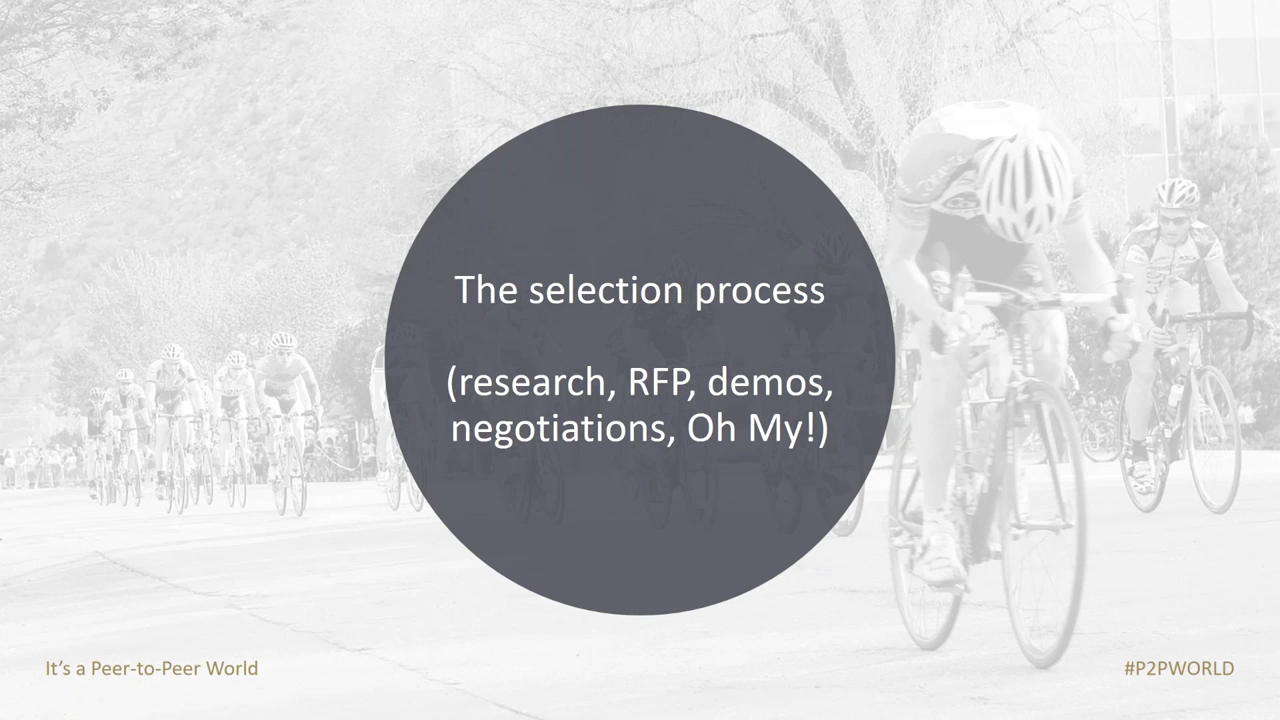 The selection process
(research, RFP, demos,
negotiations, Oh My!)
It’s a Peer-to-Peer World
#P2PWORLD